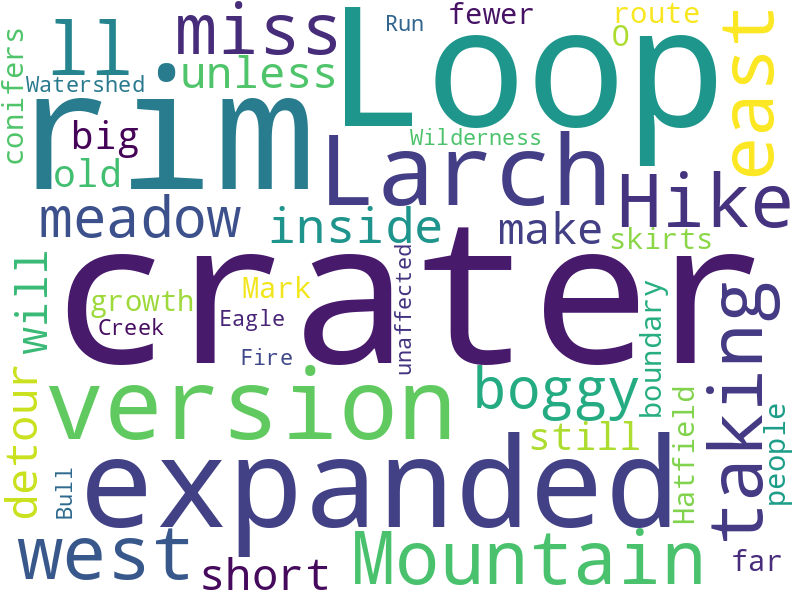 ll
miss
Loop
fewer
Run
route
O
east
conifers
Watershed
unless
rim
big
old
Wilderness
Larch
Hike
meadow
inside
make
skirts
crater
will
growth
Mark
Creek
Eagle
Fire
unaffected
boundary
taking
version
boggy
detour
Hatfield
people
still
Bull
expanded
west
short
Mountain
far